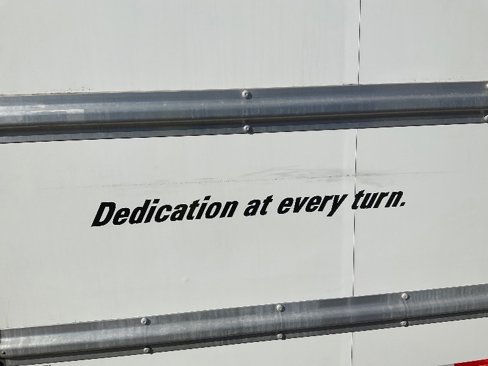 Dedication at every turn.